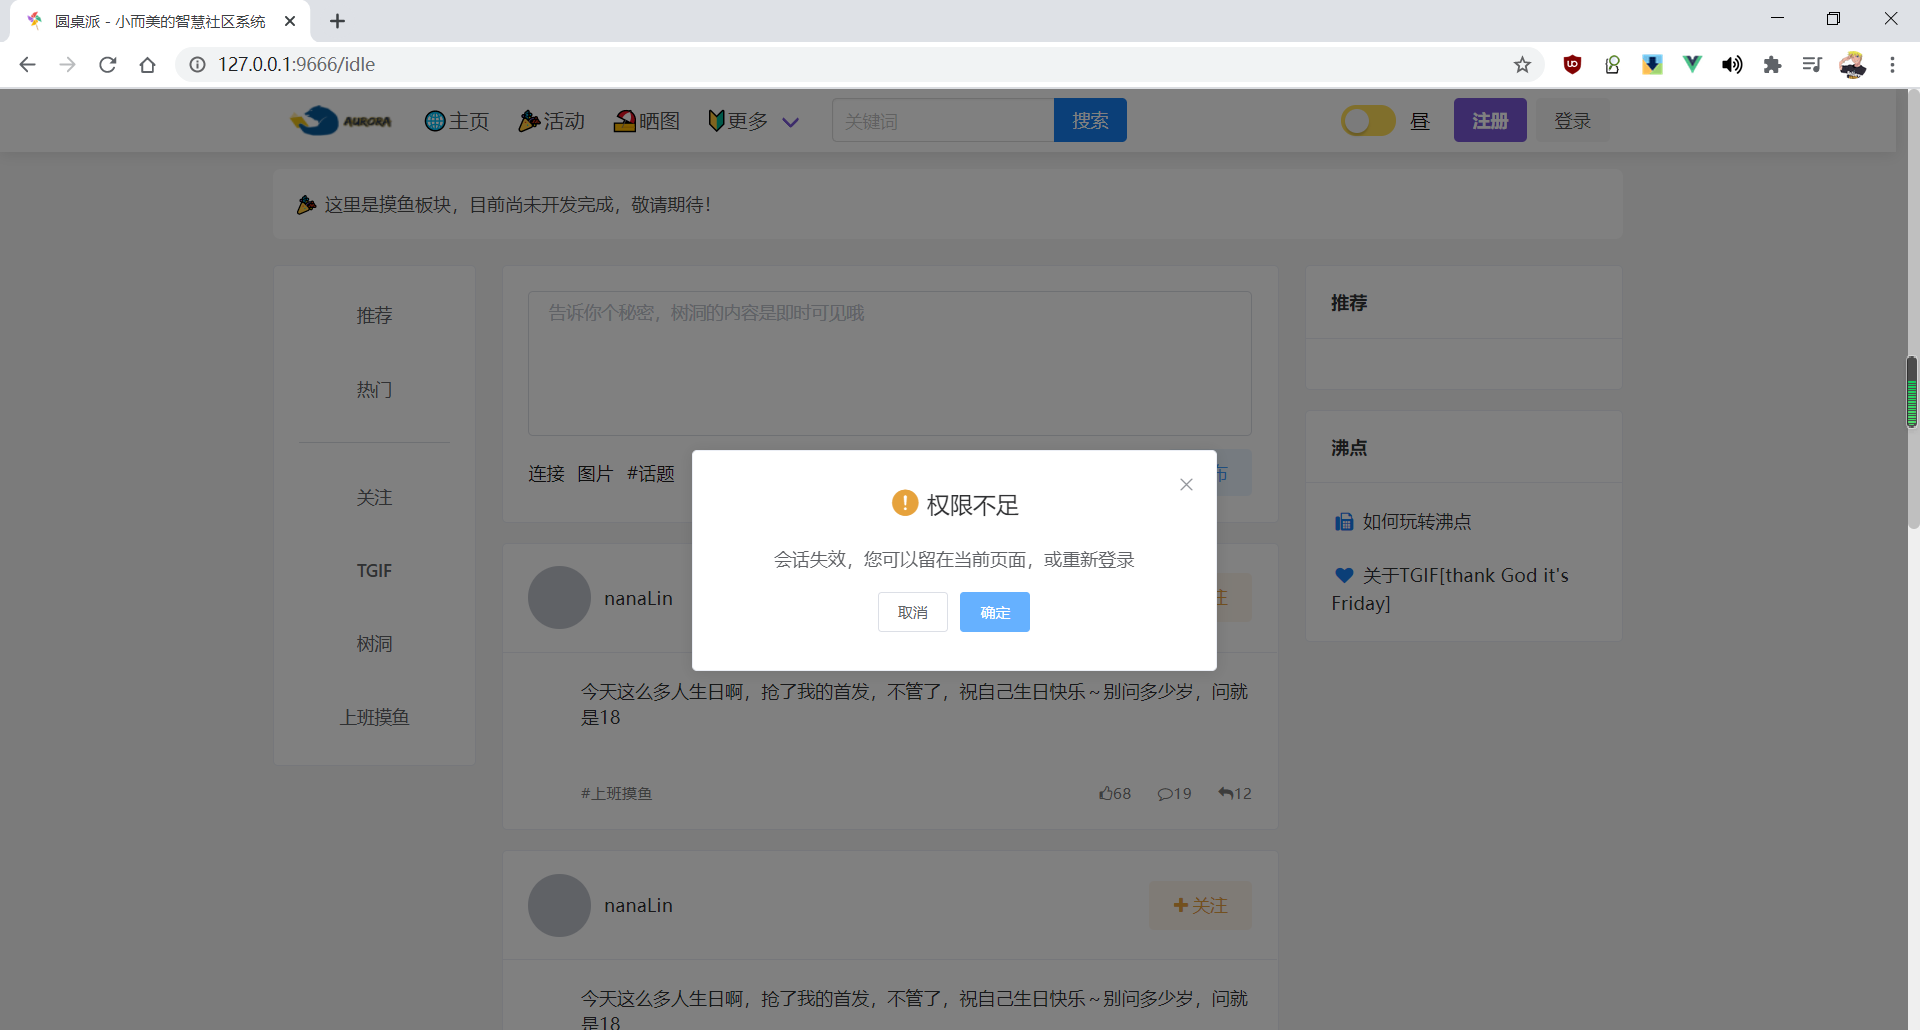 圆桌派 - 小而美的智慧社区系统
127.0.0.1:9666/idle
AURORA
主页
活动
晒图
更多
关键词
搜索
昼
注册
登录
这里是摸鱼板块，目前尚未开发完成，敬请期待！
推荐
热门
关注
TGIF
树洞
上班摸鱼
告诉你个秘密，树洞的内容是即时可见哦
连接 图片 #话题
布
权限不足
会话失效，您可以留在当前页面，或重新登录
取消
确定
nanaLin
注
今天这么多人生日啊，抢了我的首发，不管了，祝自己生日快乐～别问多少岁，问就
是18
#上班摸鱼
68
19
12
nanaLin
关注
今天这么多人生日啊，抢了我的首发，不管了，祝自己生日快乐～别问多少岁，问就
是18
推荐
沸点
如何玩转沸点
关于TGIF[thank God it's
Friday]